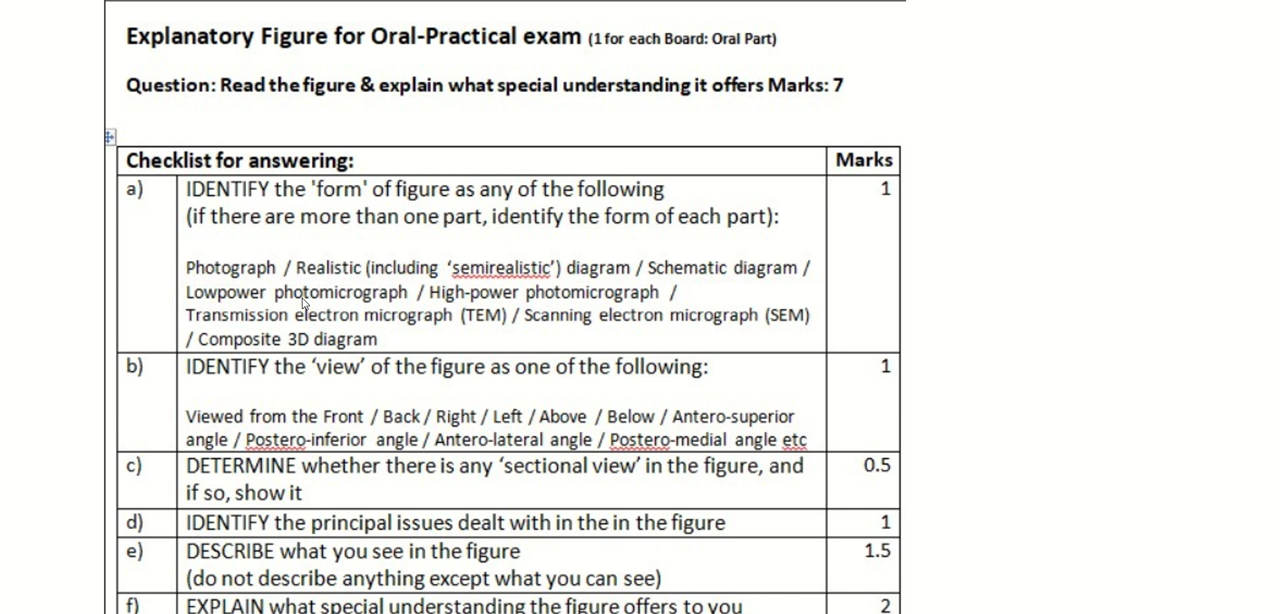 Explanatory Figure for Oral-Practical exam (1 for each Board: Oral Part)
Question: Read the figure & explain what special understanding it offers Marks: 7
Checklist for answering: Marks
a) IDENTIFY the 'form' of figure as any of the following 1
(if there are more than one part, identify the form of each part):
Photograph / Realistic (including ‘semirealistic’) diagram / Schematic diagram /
Lowpower photomicrograph / High-power photomicrograph /
Transmission electron micrograph (TEM) / Scanning electron micrograph (SEM)
/ Composite 3D diagram
b) IDENTIFY the ‘view’ of the figure as one of the following: 1
Viewed from the Front / Back / Right / Left / Above / Below / Antero-superior
angle / Postero-inferior angle / Antero-lateral angle / Postero-medial angle etc
c) DETERMINE whether there is any ‘sectional view’ in the figure, and 0.5
if so, show it
d) IDENTIFY the principal issues dealt with in the in the figure 1
e) DESCRIBE what you see in the figure 1.5
(do not describe anything except what you can see)
f) EXPLAIN what special understanding the figure offers to you 2